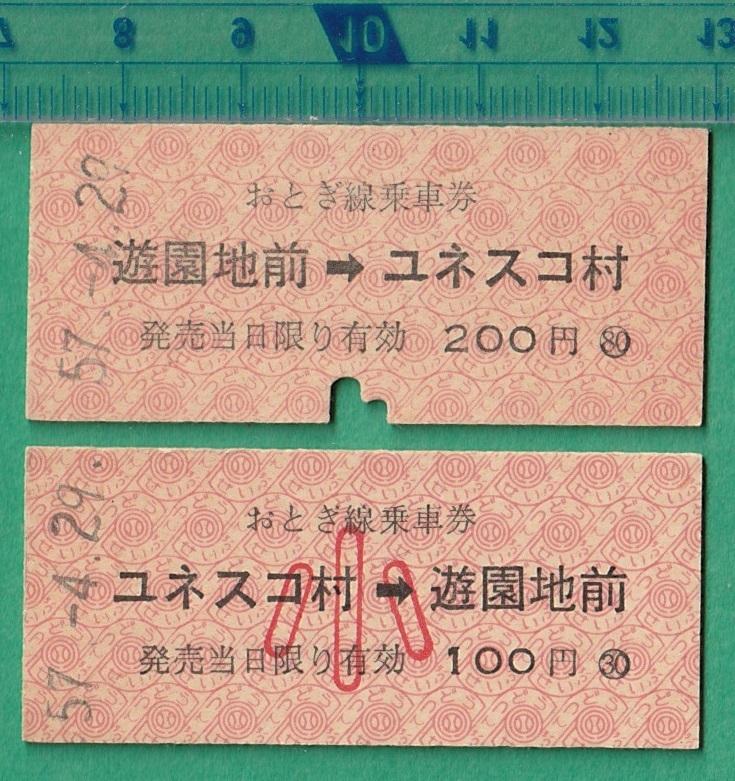 7 8 9 10 11 12 13
57.-4.29
おとぎ線乗車券
遊園地前➡ユネスコ村
発売当日限り有効 200円 ㊇
57.-4.29.
おとぎ線乗車券
小
ユネスコ村➡遊園地前
発売当日限り有効 100円 ㉚